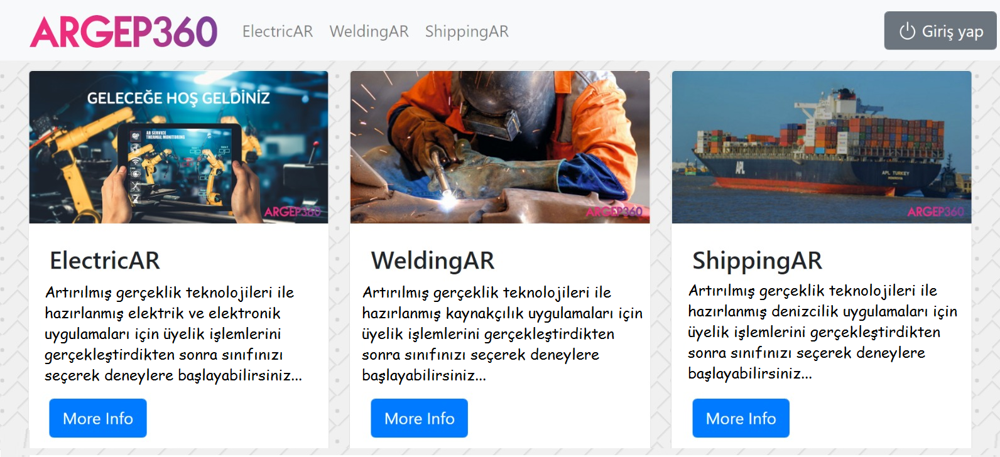 ARGEP360 ElectricAR WeldingAR ShippingAR Giriş yap
GELECEĞE HOŞ GELDİNİZ
AR SERVICE
THERMAL MONITORING
ARGEP360
ARGEP360
APL
APL TURKEY
ARGEP360
ElectricAR
Artırılmış gerçeklik teknolojileri ile
hazırlanmış elektrik ve elektronik
uygulamaları için üyelik işlemlerini
gerçekleştirdikten sonra sınıfınızı
seçerek deneylere başlayabilirsiniz...
More Info
WeldingAR
Artırılmış gerçeklik teknolojileri ile
hazırlanmış kaynakçılık uygulamaları için
üyelik işlemlerini gerçekleştirdikten
sonra sınıfınızı seçerek deneylere
başlayabilirsiniz...
More Info
ShippingAR
Artırılmış gerçeklik teknolojileri ile
hazırlanmış denizcilik uygulamaları için
üyelik işlemlerini gerçekleştirdikten
sonra sınıfınızı seçerek deneylere
başlayabilirsiniz...
More Info